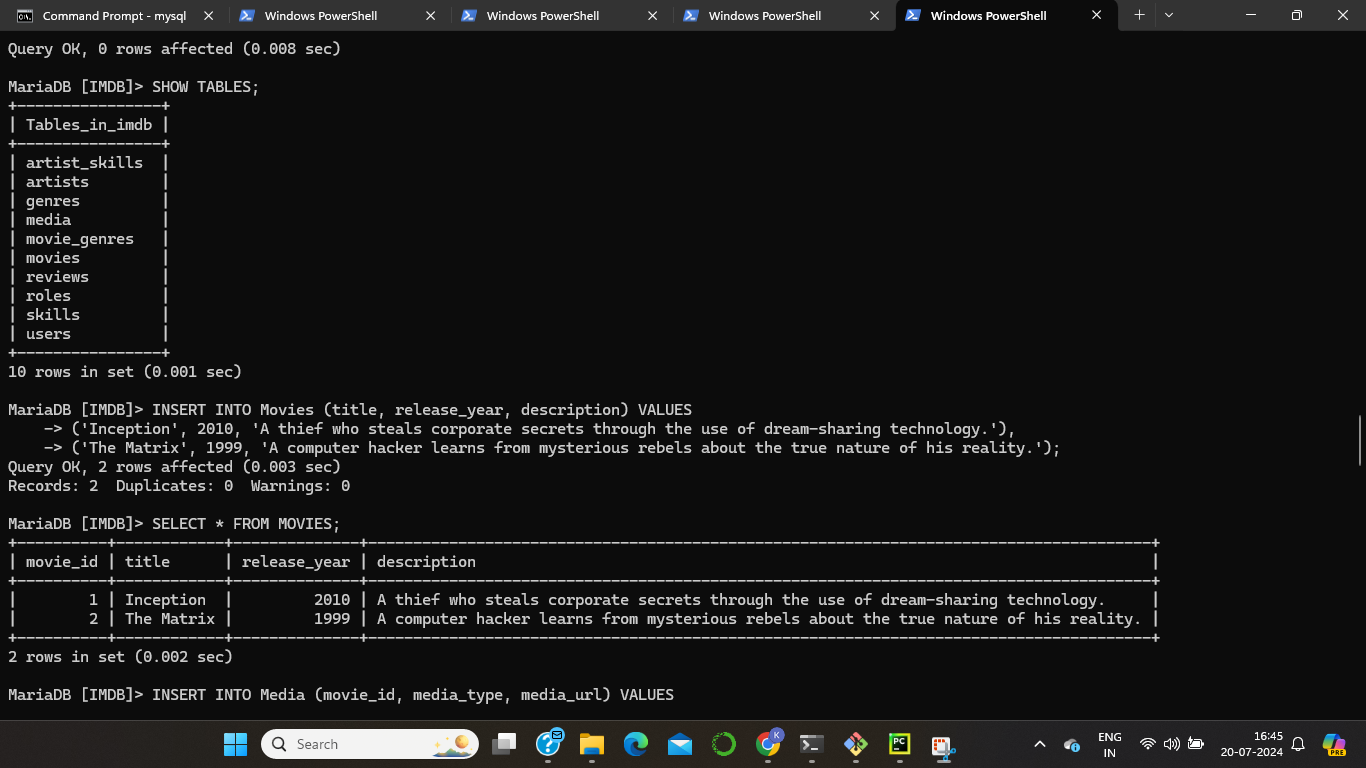 Command Prompt - mysql
Windows PowerShell
Windows PowerShell
Windows PowerShell
Windows PowerShell
Query OK, 0 rows affected (0.008 sec)
MariaDB [IMDB]> SHOW TABLES;
+----------------+
| Tables_in_imdb |
+----------------+
| artist_skills  |
| artists        |
| genres         |
| media          |
| movie_genres   |
| movies         |
| reviews        |
| roles          |
| skills         |
| users          |
+----------------+
10 rows in set (0.001 sec)
MariaDB [IMDB]> INSERT INTO Movies (title, release_year, description) VALUES
    -> ('Inception', 2010, 'A thief who steals corporate secrets through the use of dream-sharing technology.'),
    -> ('The Matrix', 1999, 'A computer hacker learns from mysterious rebels about the true nature of his reality.');
Query OK, 2 rows affected (0.003 sec)
Records: 2  Duplicates: 0  Warnings: 0
MariaDB [IMDB]> SELECT * FROM MOVIES;
+----------+------------+--------------+---------------------------------------------------------------------------------------+
| movie_id | title      | release_year | description                                                                           |
+----------+------------+--------------+---------------------------------------------------------------------------------------+
|        1 | Inception  |         2010 | A thief who steals corporate secrets through the use of dream-sharing technology.     |
|        2 | The Matrix |         1999 | A computer hacker learns from mysterious rebels about the true nature of his reality. |
+----------+------------+--------------+---------------------------------------------------------------------------------------+
2 rows in set (0.002 sec)
MariaDB [IMDB]> INSERT INTO Media (movie_id, media_type, media_url) VALUES
Search
K
PC
ENG
IN
16:45
20-07-2024
PRE